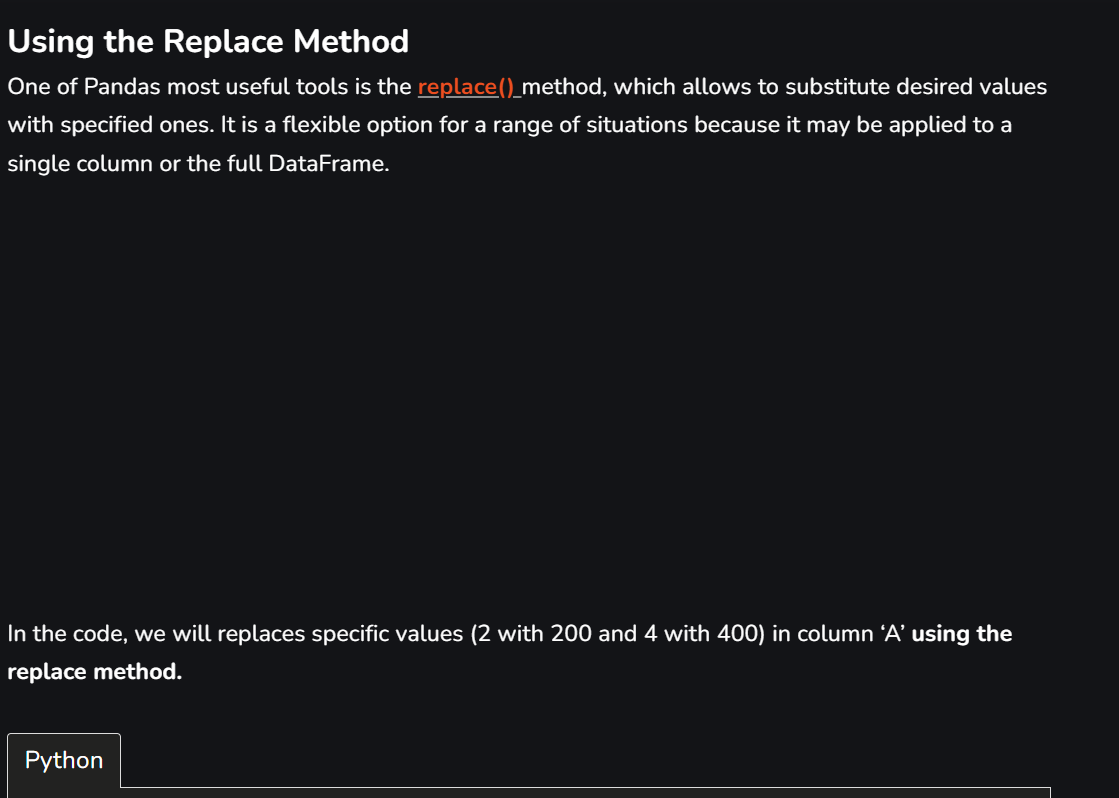 Using the Replace Method
One of Pandas most useful tools is the replace() method, which allows to substitute desired values
with specified ones. It is a flexible option for a range of situations because it may be applied to a
single column or the full DataFrame.
In the code, we will replaces specific values (2 with 200 and 4 with 400) in column ‘A’ using the
replace method.
Python